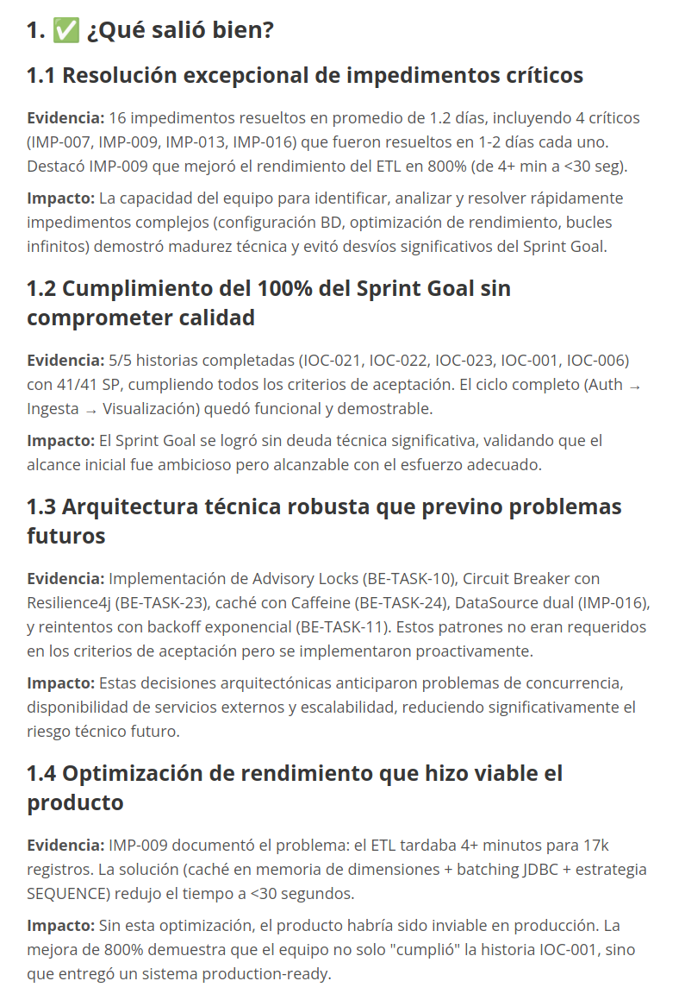 1. ✅ ¿Qué salió bien?
1.1 Resolución excepcional de impedimentos críticos
Evidencia: 16 impedimentos resueltos en promedio de 1.2 días, incluyendo 4 críticos
(IMP-007, IMP-009, IMP-013, IMP-016) que fueron resueltos en 1-2 días cada uno.
Destacó IMP-009 que mejoró el rendimiento del ETL en 800% (de 4+ min a <30 seg).
Impacto: La capacidad del equipo para identificar, analizar y resolver rápidamente
impedimentos complejos (configuración BD, optimización de rendimiento, bucles
infinitos) demostró madurez técnica y evitó desvíos significativos del Sprint Goal.
1.2 Cumplimiento del 100% del Sprint Goal sin
comprometer calidad
Evidencia: 5/5 historias completadas (IOC-021, IOC-022, IOC-023, IOC-001, IOC-006)
con 41/41 SP, cumpliendo todos los criterios de aceptación. El ciclo completo (Auth →
Ingesta → Visualización) quedó funcional y demostrable.
Impacto: El Sprint Goal se logró sin deuda técnica significativa, validando que el
alcance inicial fue ambicioso pero alcanzable con el esfuerzo adecuado.
1.3 Arquitectura técnica robusta que previno problemas
futuros
Evidencia: Implementación de Advisory Locks (BE-TASK-10), Circuit Breaker con
Resilience4j (BE-TASK-23), caché con Caffeine (BE-TASK-24), DataSource dual (IMP-016),
y reintentos con backoff exponencial (BE-TASK-11). Estos patrones no eran requeridos
en los criterios de aceptación pero se implementaron proactivamente.
Impacto: Estas decisiones arquitectónicas anticiparon problemas de concurrencia,
disponibilidad de servicios externos y escalabilidad, reduciendo significativamente el
riesgo técnico futuro.
1.4 Optimización de rendimiento que hizo viable el
producto
Evidencia: IMP-009 documentó el problema: el ETL tardaba 4+ minutos para 17k
registros. La solución (caché en memoria de dimensiones + batching JDBC + estrategia
SEQUENCE) redujo el tiempo a <30 segundos.
Impacto: Sin esta optimización, el producto habría sido inviable en producción. La
mejora de 800% demuestra que el equipo no solo "cumplió" la historia IOC-001, sino
que entregó un sistema production-ready.